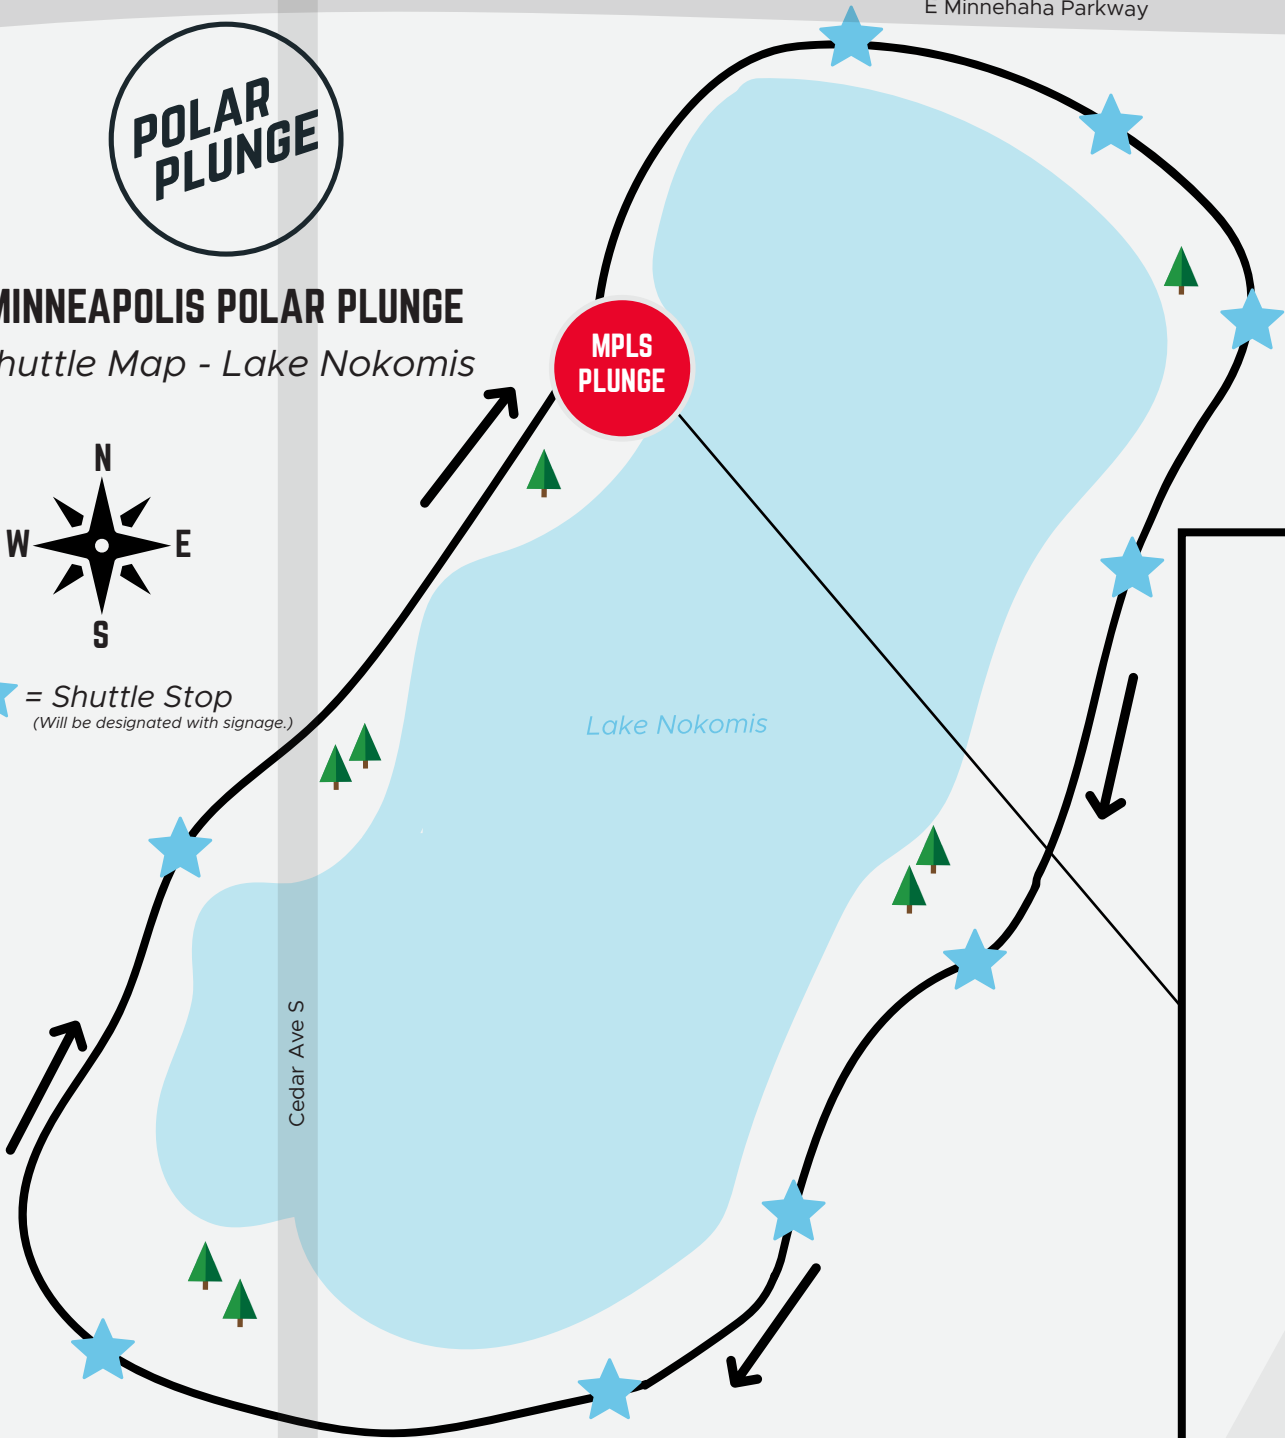 E Minnehaha Parkway
POLAR
PLUNGE
MINNEAPOLIS POLAR PLUNGE
huttle Map - Lake Nokomis
MPLS
PLUNGE
N
W E
S
= Shuttle Stop
(Will be designated with signage.)
Lake Nokomis
Cedar Ave S